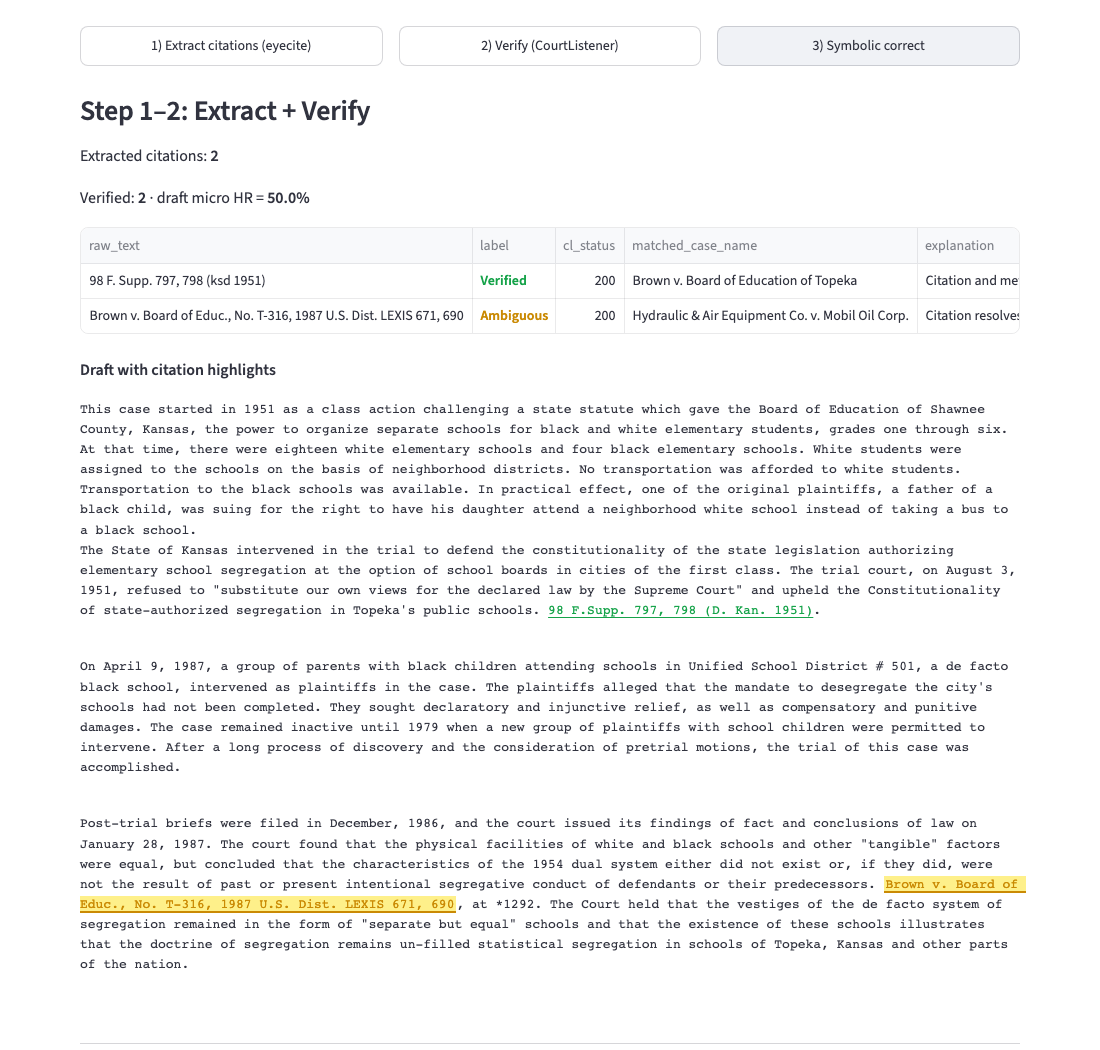 1) Extract citations (eyecite)
2) Verify (CourtListener)
3) Symbolic correct
Step 1–2: Extract + Verify
Extracted citations: 2
Verified: 2 · draft micro HR = 50.0%
raw_text label cl_status matched_case_name explanation
98 F. Supp. 797, 798 (ksd 1951) Verified 200 Brown v. Board of Education of Topeka Citation and me
Brown v. Board of Educ., No. T-316, 1987 U.S. Dist. LEXIS 671, 690 Ambiguous 200 Hydraulic & Air Equipment Co. v. Mobil Oil Corp. Citation resolves
Draft with citation highlights
This case started in 1951 as a class action challenging a state statute which gave the Board of Education of Shawnee
County, Kansas, the power to organize separate schools for black and white elementary students, grades one through six.
At that time, there were eighteen white elementary schools and four black elementary schools. White students were
assigned to the schools on the basis of neighborhood districts. No transportation was afforded to white students.
Transportation to the black schools was available. In practical effect, one of the original plaintiffs, a father of a
black child, was suing for the right to have his daughter attend a neighborhood white school instead of taking a bus to
a black school.
The State of Kansas intervened in the trial to defend the constitutionality of the state legislation authorizing
elementary school segregation at the option of school boards in cities of the first class. The trial court, on August 3,
1951, refused to "substitute our own views for the declared law by the Supreme Court" and upheld the Constitutionality
of state-authorized segregation in Topeka's public schools. 98 F.Supp. 797, 798 (D. Kan. 1951).
On April 9, 1987, a group of parents with black children attending schools in Unified School District # 501, a de facto
black school, intervened as plaintiffs in the case. The plaintiffs alleged that the mandate to desegregate the city's
schools had not been completed. They sought declaratory and injunctive relief, as well as compensatory and punitive
damages. The case remained inactive until 1979 when a new group of plaintiffs with school children were permitted to
intervene. After a long process of discovery and the consideration of pretrial motions, the trial of this case was
accomplished.
Post-trial briefs were filed in December, 1986, and the court issued its findings of fact and conclusions of law on
January 28, 1987. The court found that the physical facilities of white and black schools and other "tangible" factors
were equal, but concluded that the characteristics of the 1954 dual system either did not exist or, if they did, were
not the result of past or present intentional segregative conduct of defendants or their predecessors. Brown v. Board of
Educ., No. T-316, 1987 U.S. Dist. LEXIS 671, 690, at *1292. The Court held that the vestiges of the de facto system of
segregation remained in the form of "separate but equal" schools and that the existence of these schools illustrates
that the doctrine of segregation remains un-filled statistical segregation in schools of Topeka, Kansas and other parts
of the nation.